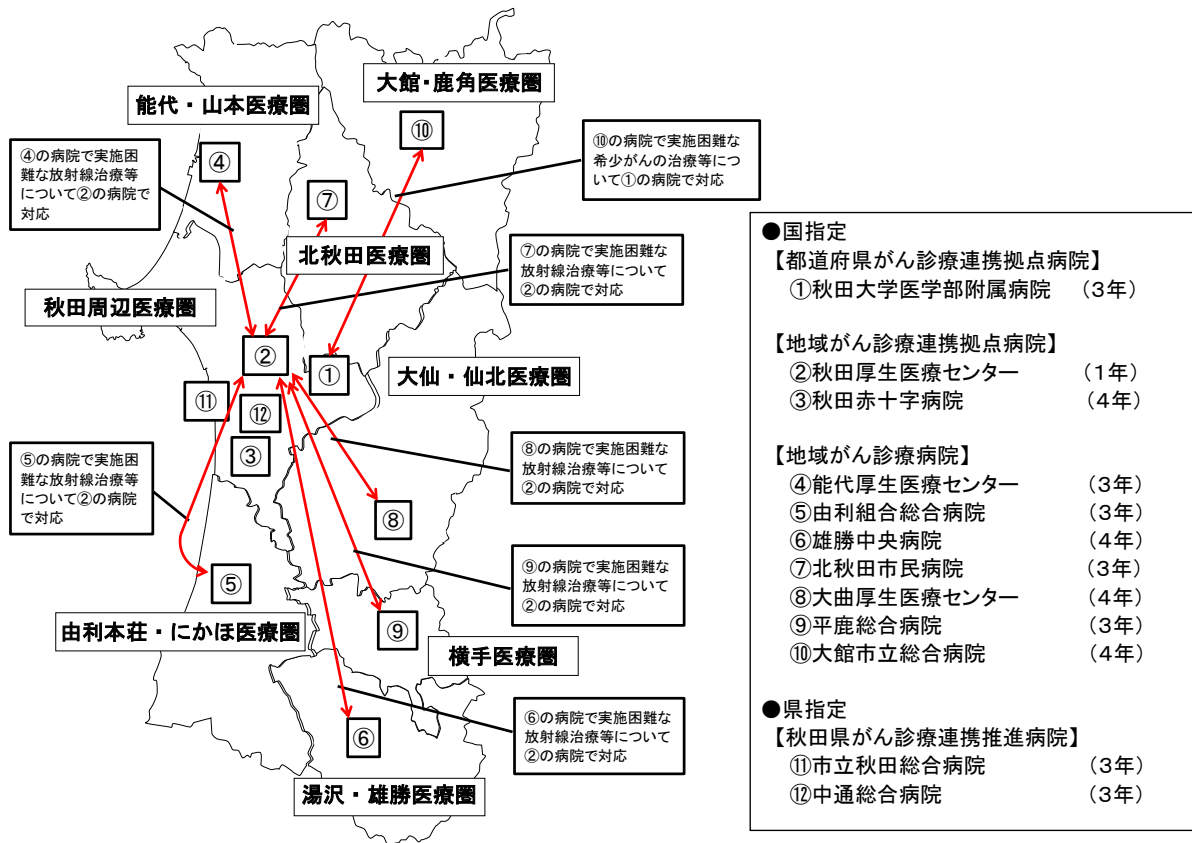 大館・鹿角医療圏
能代・山本医療圏
⑩
⑩の病院で実施困難な
希少がんの治療等につ
いて①の病院で対応
④の病院で実施困
難な放射線治療等
について②の病院で
対応
④
⑦
北秋田医療圏
⑦の病院で実施困難な
放射線治療等について
②の病院で対応
秋田周辺医療圏
②
①
大仙・仙北医療圏
⑪
⑫
③
⑤の病院で実施困
難な放射線治療等
について②の病院
で対応
⑧の病院で実施困難な
放射線治療等について
②の病院で対応
⑧
⑨の病院で実施困難な
放射線治療等について
②の病院で対応
⑤
由利本荘・にかほ医療圏
⑨
横手医療圏
⑥の病院で実施困難な
放射線治療等について
②の病院で対応
⑥
湯沢・雄勝医療圏
●国指定
【都道府県がん診療連携拠点病院】
①秋田大学医学部附属病院 （3年）
【地域がん診療連携拠点病院】
②秋田厚生医療センター （1年）
③秋田赤十字病院 （4年）
【地域がん診療病院】
④能代厚生医療センター （3年）
⑤由利組合総合病院 （3年）
⑥雄勝中央病院 （4年）
⑦北秋田市民病院 （3年）
⑧大曲厚生医療センター （4年）
⑨平鹿総合病院 （3年）
⑩大館市立総合病院 （4年）
●県指定
【秋田県がん診療連携推進病院】
⑪市立秋田総合病院 （3年）
⑫中通総合病院 （3年）